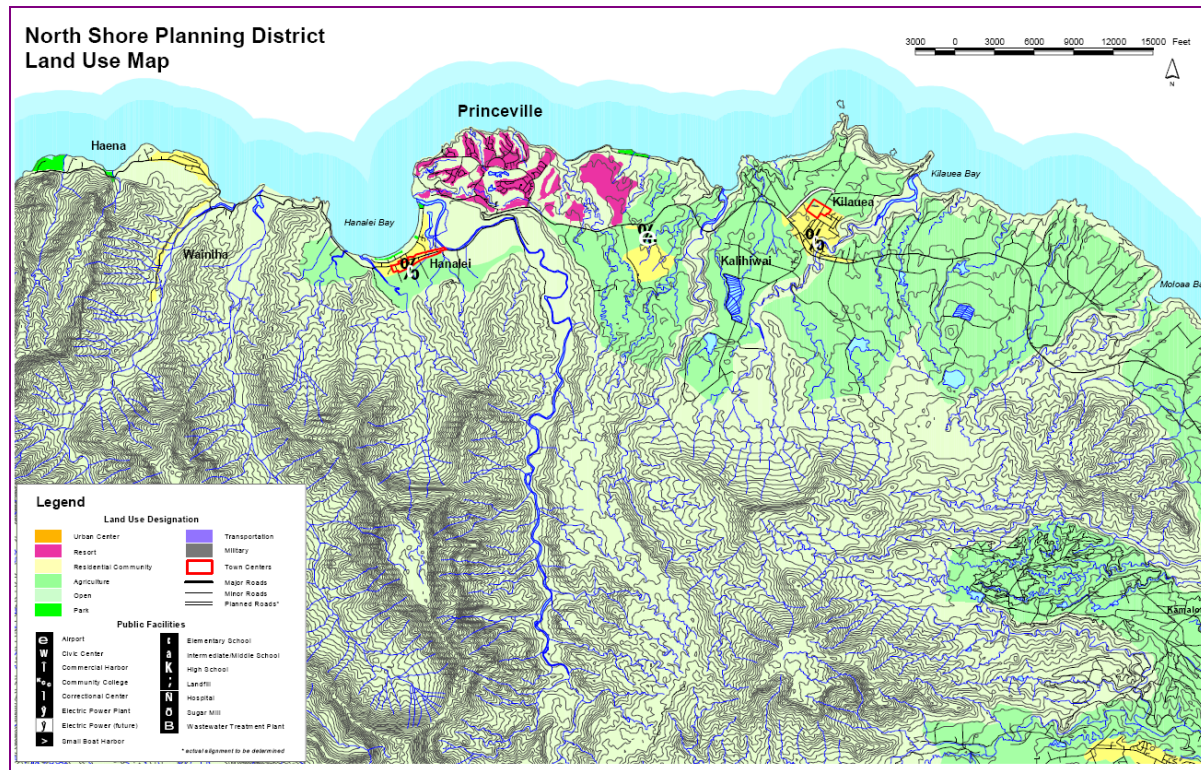 North Shore Planning District
Land Use Map
3000 0 3000 6000 9000 12000 15000 Feet
N
Princeville
Haena
Kilauea Bay
Kilauea
Hanalei Bay
Wainiha
Hanalei
Kalihiwai
Moloaa Ba
Kamalo
Legend
Land Use Designation
Urban Center
Resort
Residential Community
Agriculture
Open
Park
Transportation
Military
Town Centers
Major Roads
Minor Roads
Planned Roads*
Public Facilities
e Airport
w Civic Center
Commercial Harbor
Community College
Correctional Center
Electric Power Plant
Electric Power (future)
> Small Boat Harbor
Elementary School
a Intermediate/Middle School
K High School
; Landfill
Ñ Hospital
Sugar Mill
B Wastewater Treatment Plant
* actual alignment to be determined